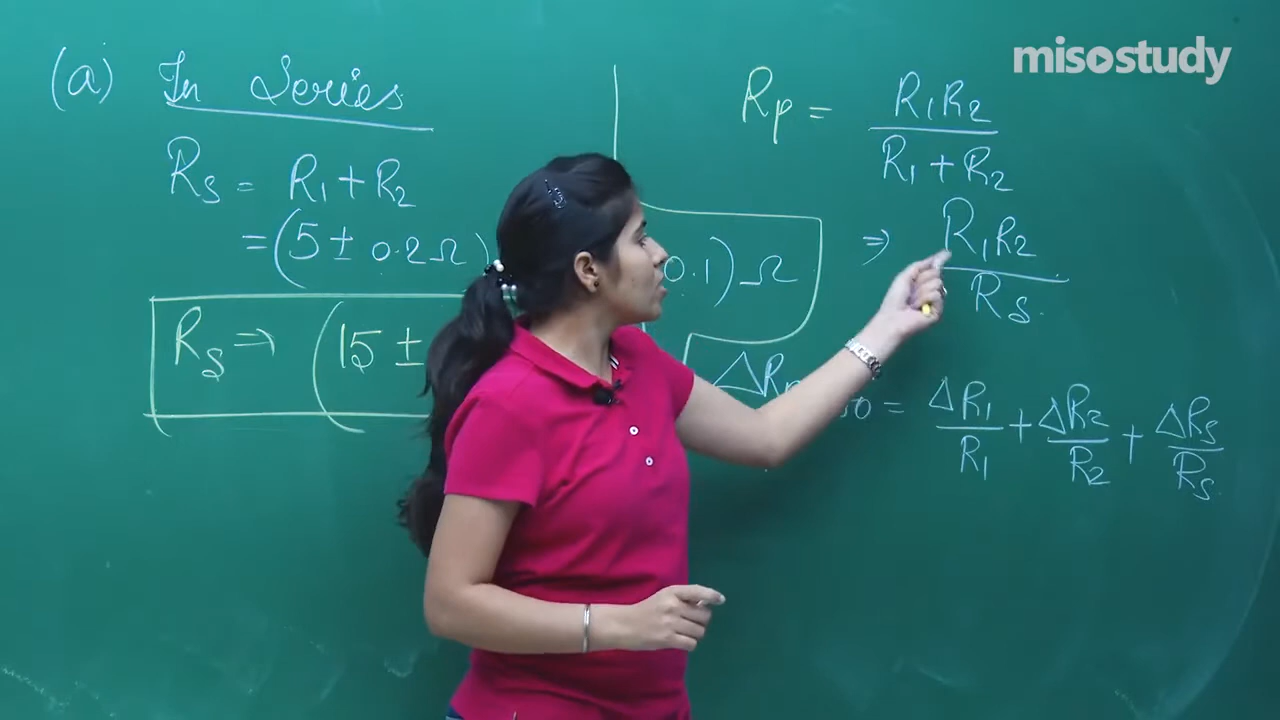 misostudy
(a) In Series
Rs = R1 + R2
= (5 ± 0.2 Ω) 0.1) Ω
Rs ⇒ (15 ±
Rp = R1R2
R1 + R2
⇒ R1R2
Rs.
ΔRp 00 = ΔR1 + ΔR2 + ΔRs
R1 R2 Rs.